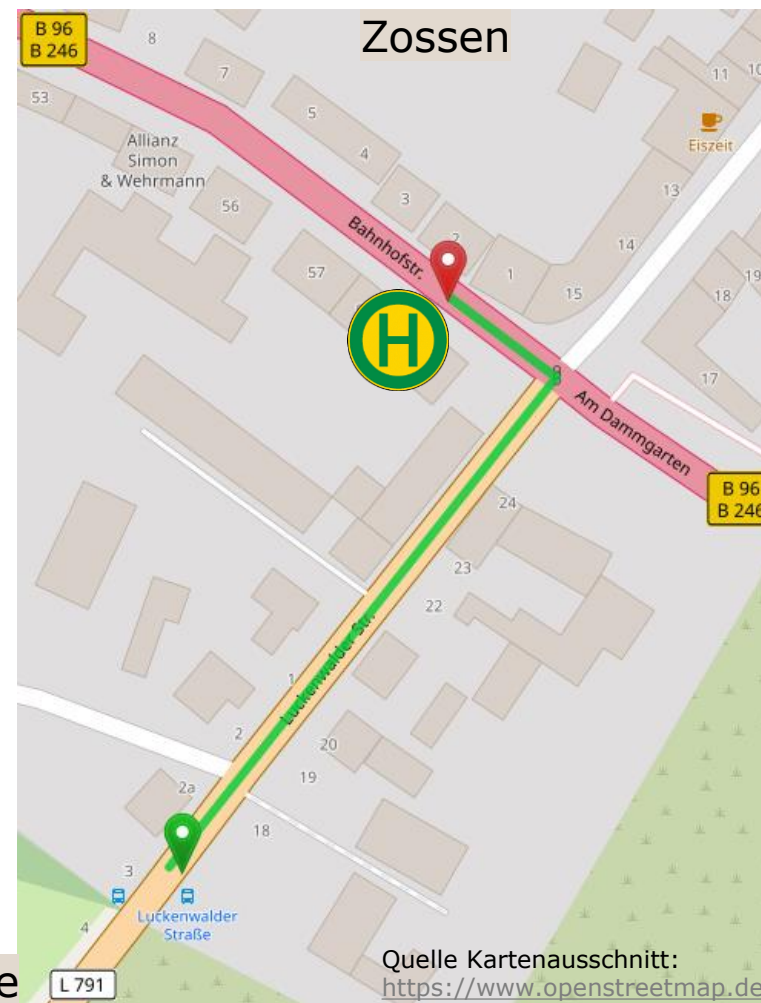 Zossen
B 96
B 246
8
7
11
10
53
5
Eiszeit
Allianz
Simon
& Wehrmann
4
13
3
56
Bahnhofstr.
2
14
57
1
15
19
18
H
17
Am Dammgarten
B 96
B 246
24
23
22
Luckenwalder Str.
1
2
20
19
2a
18
3
Luckenwalder
Straße
4
L 791
e
Quelle Kartenausschnitt:
https://www.openstreetmap.de